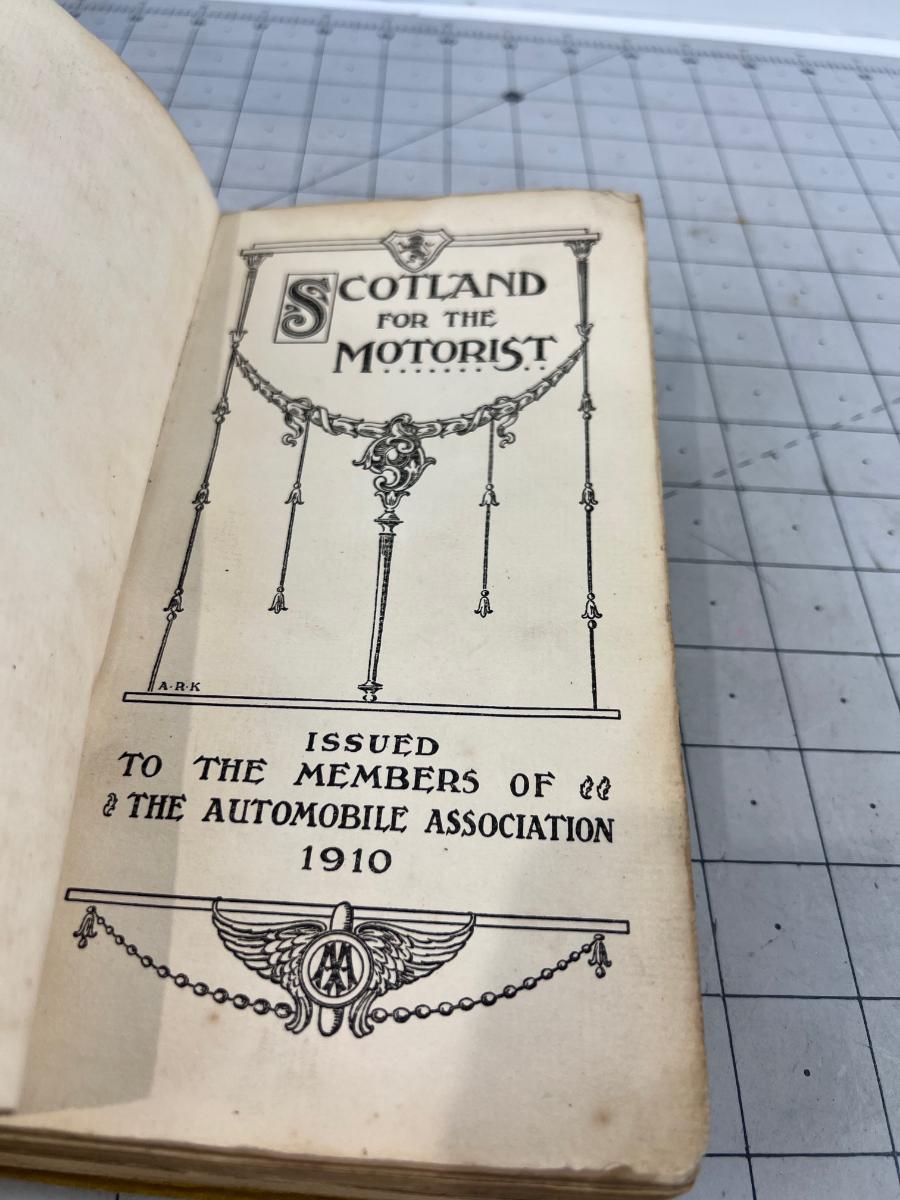 SCOTLAND
FOR THE
MOTORIST
A·R·K
ISSUED
TO THE MEMBERS OF
THE AUTOMOBILE ASSOCIATION
1910
AA